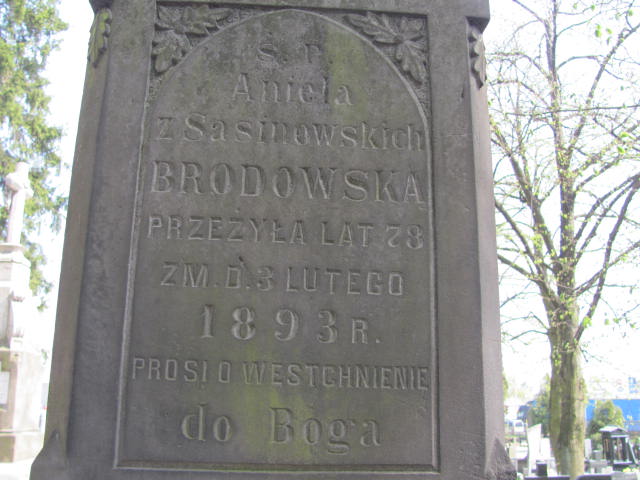 ś. p.
Aniela
z Sasinowskich
BRODOWSKA
PRZEŻYŁA LAT 78
ZM. D. 3 LUTEGO
1893 R.
PROSI O WESTCHNIENIE
do Boga